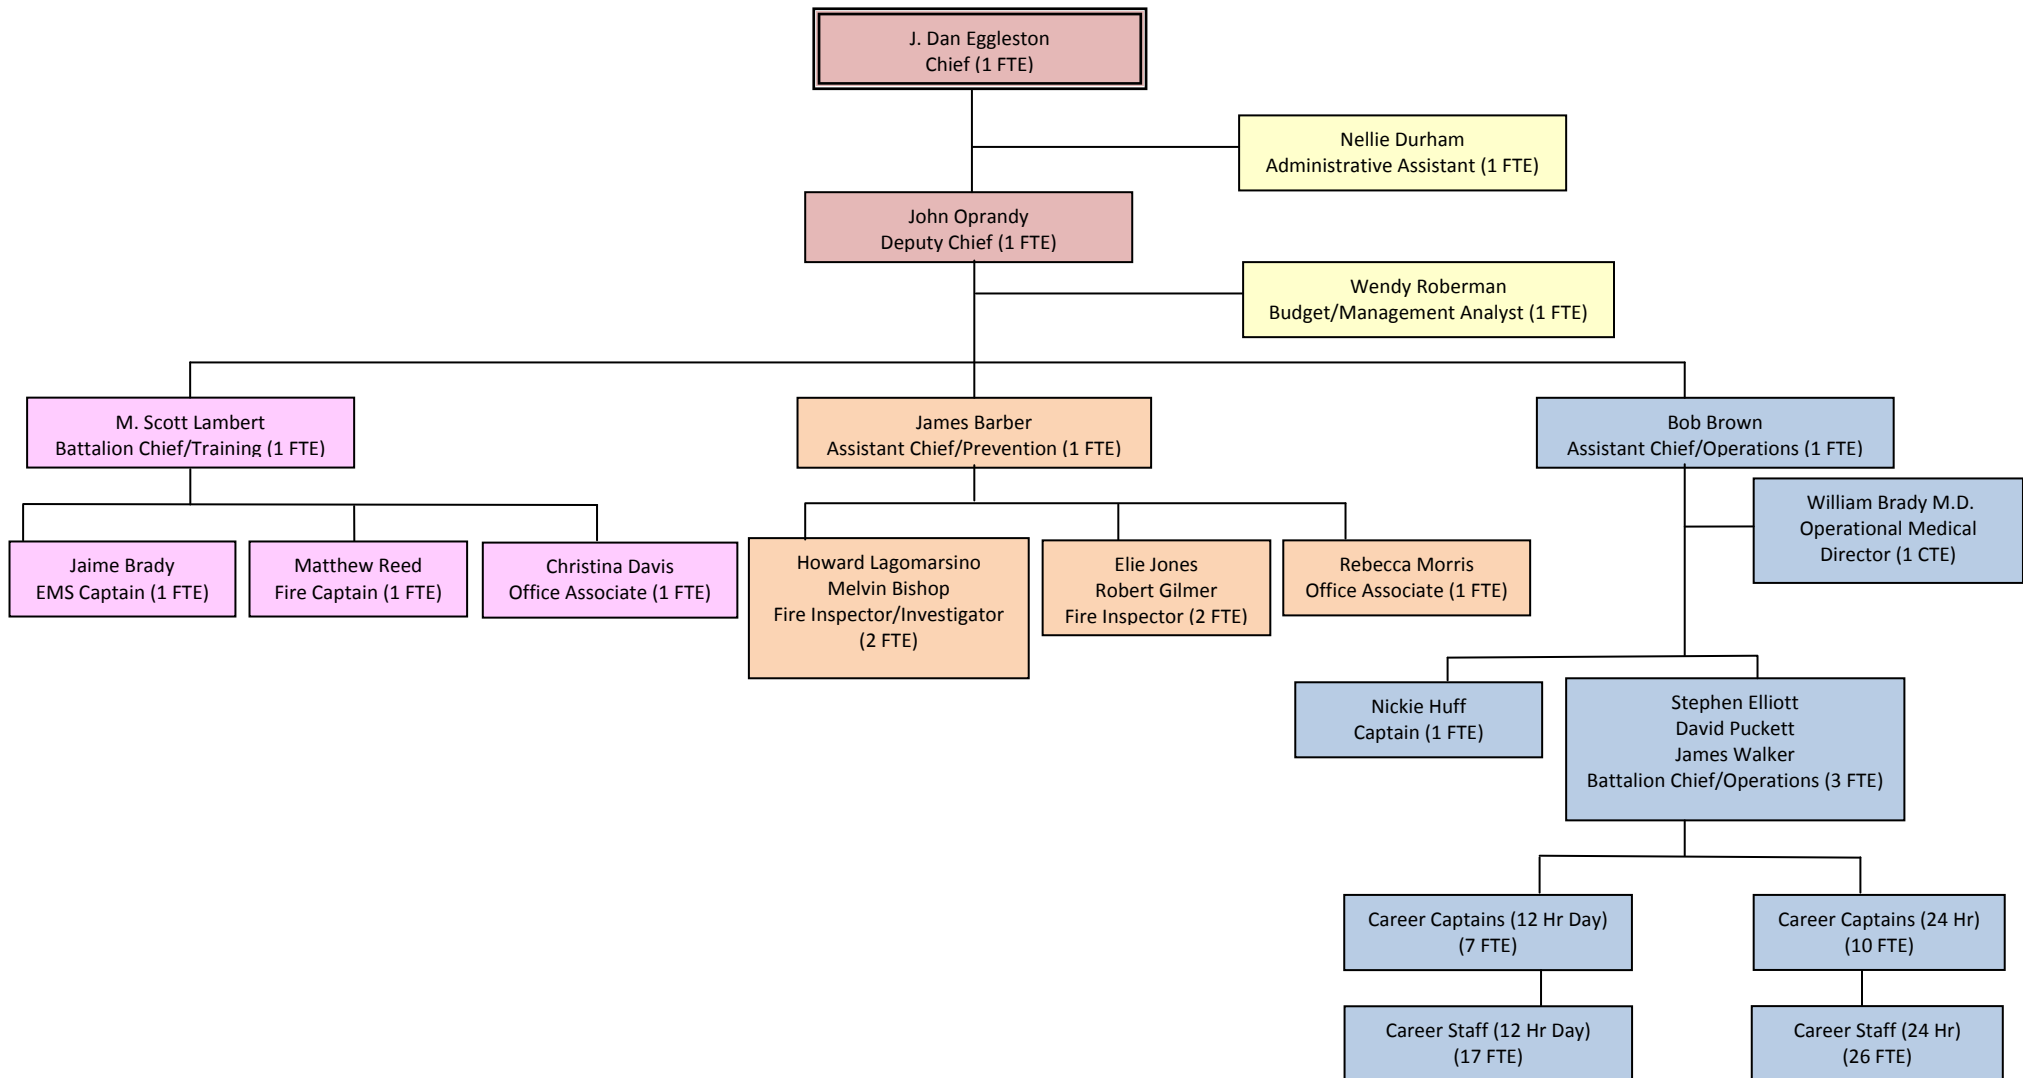 J. Dan Eggleston
Chief (1 FTE)
Nellie Durham
Administrative Assistant (1 FTE)
John Oprandy
Deputy Chief (1 FTE)
Wendy Roberman
Budget/Management Analyst (1 FTE)
M. Scott Lambert
Battalion Chief/Training (1 FTE)
James Barber
Assistant Chief/Prevention (1 FTE)
Bob Brown
Assistant Chief/Operations (1 FTE)
William Brady M.D.
Operational Medical
Director (1 CTE)
Jaime Brady
EMS Captain (1 FTE)
Matthew Reed
Fire Captain (1 FTE)
Christina Davis
Office Associate (1 FTE)
Howard Lagomarsino
Melvin Bishop
Fire Inspector/Investigator
(2 FTE)
Elie Jones
Robert Gilmer
Fire Inspector (2 FTE)
Rebecca Morris
Office Associate (1 FTE)
Nickie Huff
Captain (1 FTE)
Stephen Elliott
David Puckett
James Walker
Battalion Chief/Operations (3 FTE)
Career Captains (12 Hr Day)
(7 FTE)
Career Captains (24 Hr)
(10 FTE)
Career Staff (12 Hr Day)
(17 FTE)
Career Staff (24 Hr)
(26 FTE)